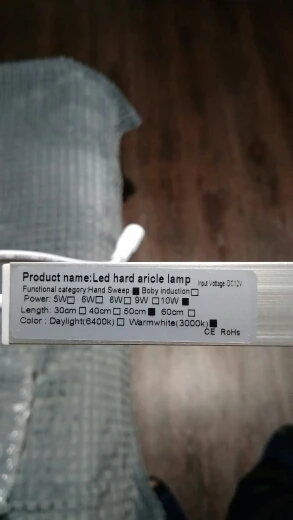 Product name:Led hard aricle lamp Input Voltage DC12V
Functional category:Hand Sweep ■ Boby induction □
Power: 5W□ 6W□ 8W□ 9W□10W■
Length: 30cm□40cm□50cm■ 60cm □
Color : Daylight(6400k)□ Warmwhite(3000k)■
CE RoHs